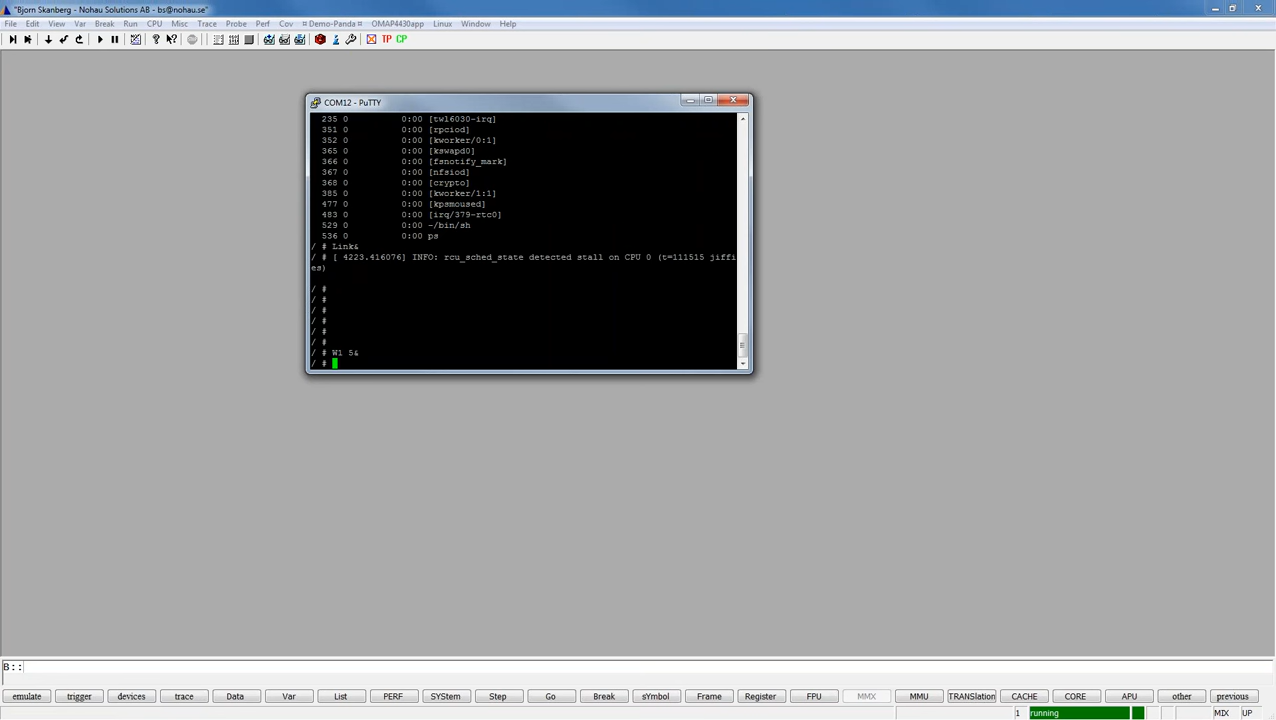 "Bjorn Skanberg - Nohau Solutions AB - bs@nohau.se"
File Edit View Var Break Run CPU Misc Trace Probe Perf Cov ¤ Demo-Panda ¤ OMAP4430app Linux Window Help
TP CP
COM12 - PuTTY
235 0 0:00 [twl6030-irq]
351 0 0:00 [rpciod]
352 0 0:00 [kworker/0:1]
365 0 0:00 [kswapd0]
366 0 0:00 [fsnotify_mark]
367 0 0:00 [nfsiod]
368 0 0:00 [crypto]
385 0 0:00 [kworker/1:1]
477 0 0:00 [kpsmoused]
483 0 0:00 [irq/379-rtc0]
529 0 0:00 -/bin/sh
536 0 0:00 ps
/ # Link&
/ # [ 4223.416076] INFO: rcu_sched_state detected stall on CPU 0 (t=111515 jiffi
es)
/ #
/ #
/ #
/ #
/ #
/ #
/ # W1 5&
/ #
B::
emulate trigger devices trace Data Var List PERF SYStem Step Go Break sYmbol Frame Register FPU MMX MMU TRANSlation CACHE CORE APU other previous
1 running MIX UP